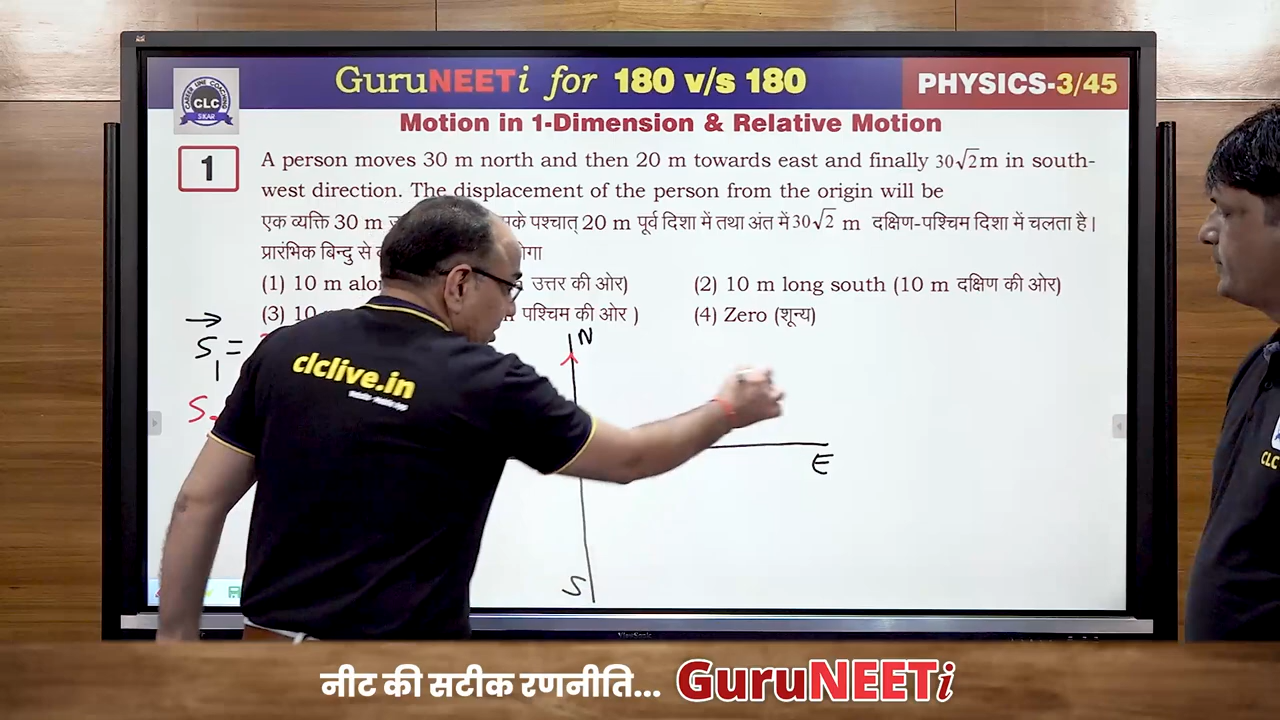 GuruNEETi for 180 v/s 180
PHYSICS-3/45
CLC
SIKAR
Motion in 1-Dimension & Relative Motion
1
A person moves 30 m north and then 20 m towards east and finally 30√2 m in south-
west direction. The displacement of the person from the origin will be
एक व्यक्ति 30 m के पश्चात् 20 m पूर्व दिशा में तथा अंत में 30√2 m दक्षिण-पश्चिम दिशा में चलता है।
प्रारंभिक बिन्दु से
(1) 10 m उत्तर की ओर)
(2) 10 m long south (10 m दक्षिण की ओर)
(3) 10 पश्चिम की ओर )
(4) Zero (शून्य)
S₁ =
N
S
E
S
clclive.in
CLC
ViewSonic
नीट की सटीक रणनीति... GuruNEETi